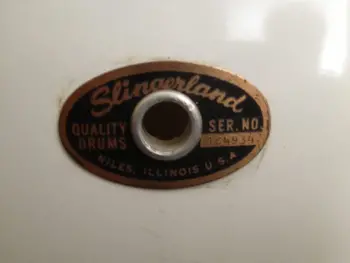 Slingerland
QUALITY
DRUMS
SER. NO.
NILES, ILLINOIS U.S.A